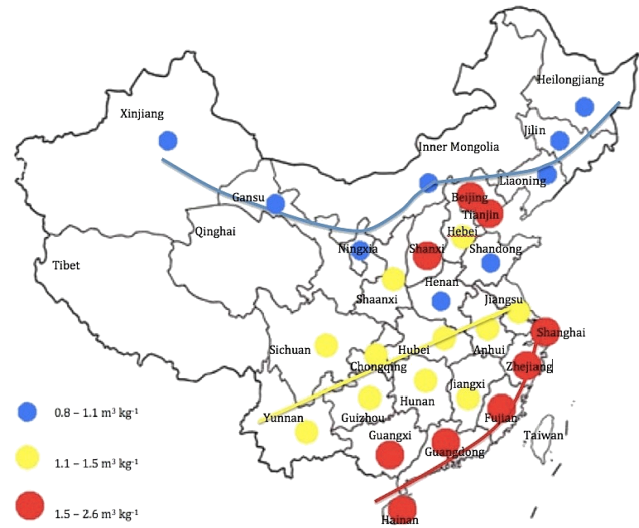 Heilongjiang
Xinjiang
Jilin
Inner Mongolia
Liaoning
Gansu
Beijing
Tianjin
Qinghai
Hebei
Ningxia
Shanxi
Shandong
Tibet
Henan
Shaanxi
Jiangsu
Shanghai
Sichuan
Hubei
Anhui
Chongqing
Zhejiang
Hunan
Jiangxi
Yunnan
Guizhou
Fujian
Taiwan
Guangxi
Guangdong
Hainan
0.8 – 1.1 m³ kg⁻¹
1.1 – 1.5 m³ kg⁻¹
1.5 – 2.6 m³ kg⁻¹